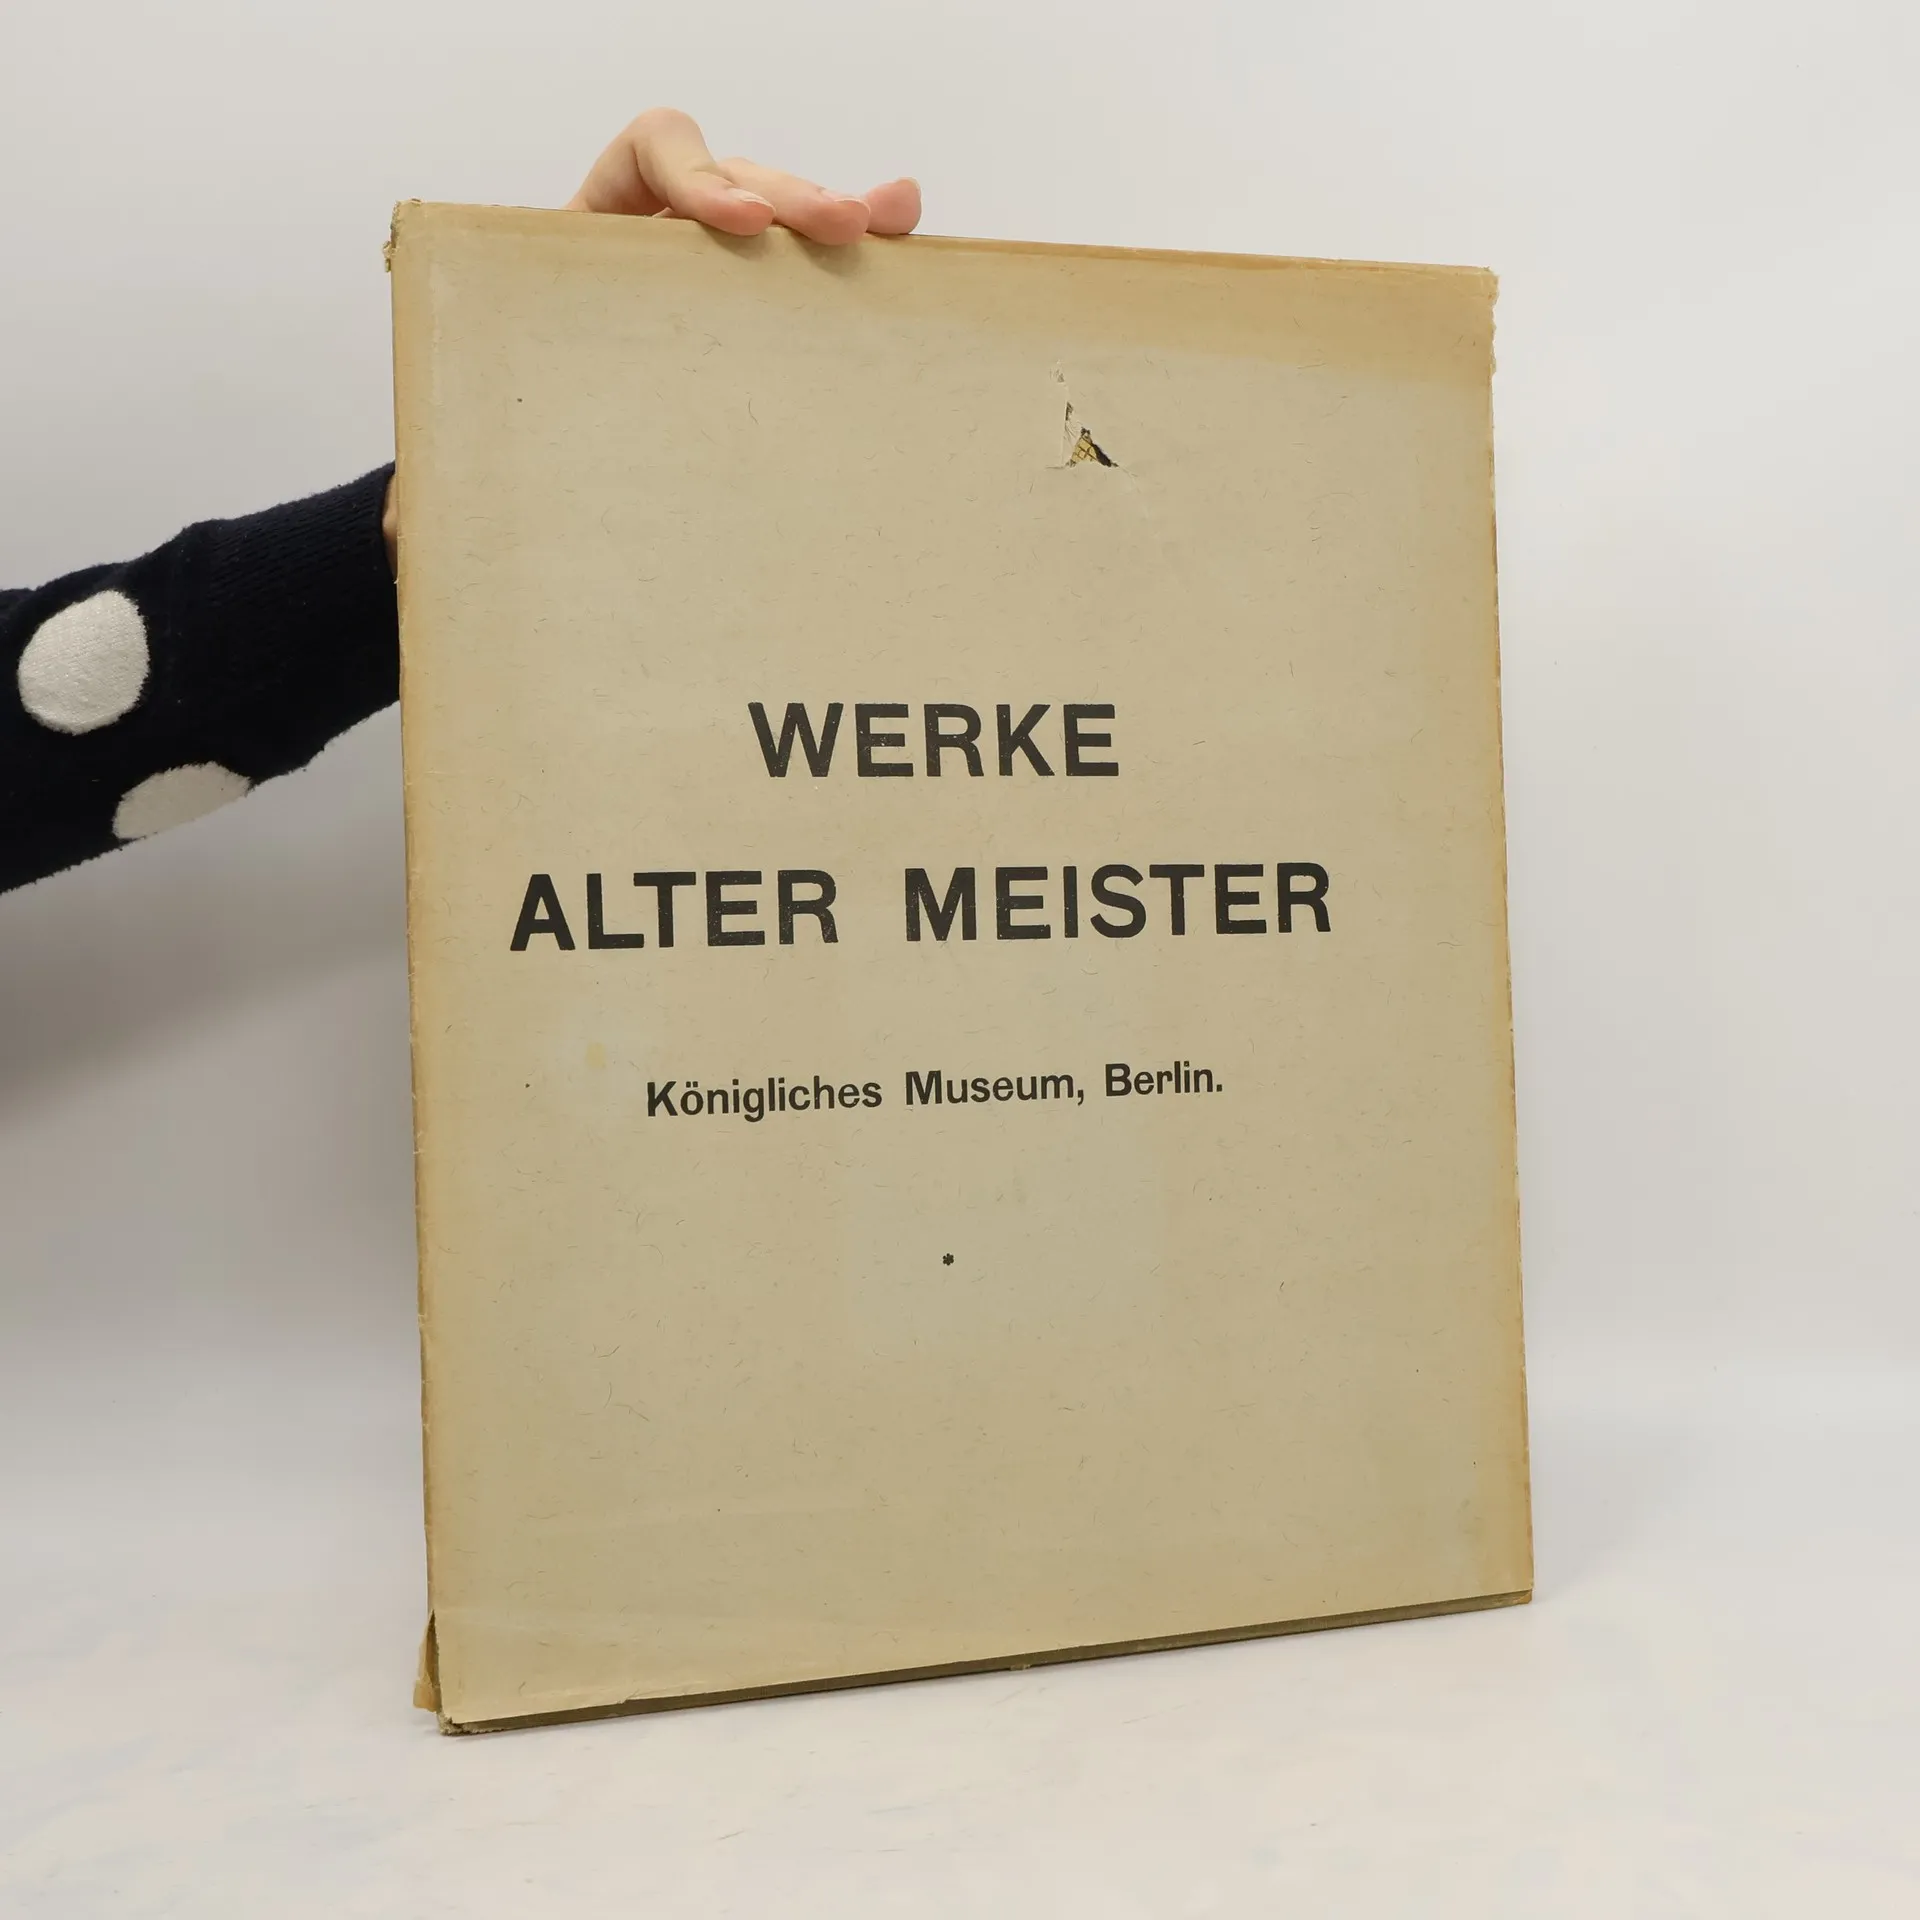 WERKE
ALTER MEISTER
Königliches Museum, Berlin.
*